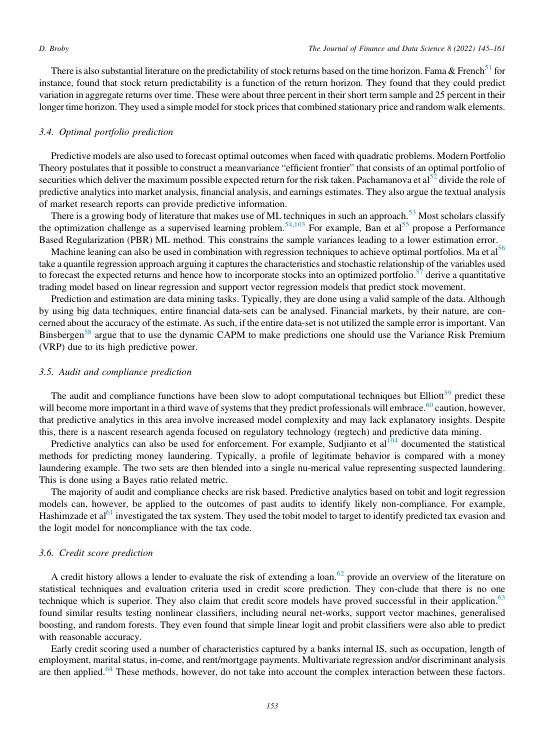 D. Broby
The Journal of Finance and Data Science 8 (2022) 145–161
There is also substantial literature on the predictability of stock returns based on the time horizon. Fama & French51 for
instance, found that stock return predictability is a function of the return horizon. They found that they could predict
variation in aggregate returns over time. These were about three percent in their short term sample and 25 percent in their
longer time horizon. They used a simple model for stock prices that combined stationary price and random walk elements.
3.4. Optimal portfolio prediction
Predictive models are also used to forecast optimal outcomes when faced with quadratic problems. Modern Portfolio
Theory postulates that it possible to construct a meanvariance “efficient frontier” that consists of an optimal portfolio of
securities which deliver the maximum possible expected return for the risk taken. Pachamanova et al52 divide the role of
predictive analytics into market analysis, financial analysis, and earnings estimates. They also argue the textual analysis
of market research reports can provide predictive information.
There is a growing body of literature that makes use of ML techniques in such an approach.53 Most scholars classify
the optimization challenge as a supervised learning problem.54,103 For example, Ban et al55 propose a Performance
Based Regularization (PBR) ML method. This constrains the sample variances leading to a lower estimation error.
Machine leaning can also be used in combination with regression techniques to achieve optimal portfolios. Ma et al56
take a quantile regression approach arguing it captures the characteristics and stochastic relationship of the variables used
to forecast the expected returns and hence how to incorporate stocks into an optimized portfolio.57 derive a quantitative
trading model based on linear regression and support vector regression models that predict stock movement.
Prediction and estimation are data mining tasks. Typically, they are done using a valid sample of the data. Although
by using big data techniques, entire financial data-sets can be analysed. Financial markets, by their nature, are con-
cerned about the accuracy of the estimate. As such, if the entire data-set is not utilized the sample error is important. Van
Binsbergen58 argue that to use the dynamic CAPM to make predictions one should use the Variance Risk Premium
(VRP) due to its high predictive power.
3.5. Audit and compliance prediction
The audit and compliance functions have been slow to adopt computational techniques but Elliott59 predict these
will become more important in a third wave of systems that they predict professionals will embrace.60 caution, however,
that predictive analytics in this area involve increased model complexity and may lack explanatory insights. Despite
this, there is a nascent research agenda focused on regulatory technology (regtech) and predictive data mining.
Predictive analytics can also be used for enforcement. For example, Sudjianto et al104 documented the statistical
methods for predicting money laundering. Typically, a profile of legitimate behavior is compared with a money
laundering example. The two sets are then blended into a single nu-merical value representing suspected laundering.
This is done using a Bayes ratio related metric.
The majority of audit and compliance checks are risk based. Predictive analytics based on tobit and logit regression
models can, however, be applied to the outcomes of past audits to identify likely non-compliance. For example,
Hashimzade et al61 investigated the tax system. They used the tobit model to target to identify predicted tax evasion and
the logit model for noncompliance with the tax code.
3.6. Credit score prediction
A credit history allows a lender to evaluate the risk of extending a loan.62 provide an overview of the literature on
statistical techniques and evaluation criteria used in credit score prediction. They con-clude that there is no one
technique which is superior. They also claim that credit score models have proved successful in their application.63
found similar results testing nonlinear classifiers, including neural net-works, support vector machines, generalised
boosting, and random forests. They even found that simple linear logit and probit classifiers were also able to predict
with reasonable accuracy.
Early credit scoring used a number of characteristics captured by a banks internal IS, such as occupation, length of
employment, marital status, in-come, and rent/mortgage payments. Multivariate regression and/or discriminant analysis
are then applied.64 These methods, however, do not take into account the complex interaction between these factors.
153